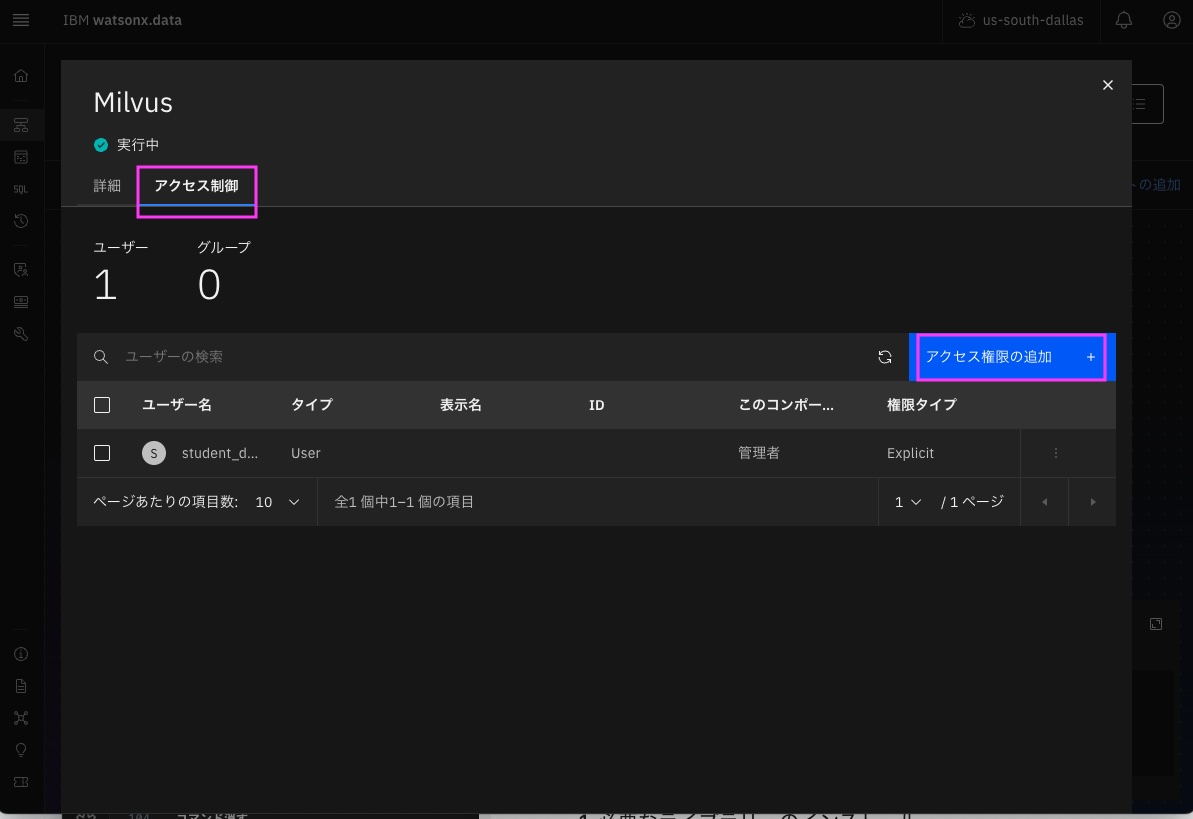 IBM watsonx.data
us-south-dallas
Milvus
実行中
詳細 アクセス制御
トの追加
ユーザー グループ
1 0
ユーザーの検索
アクセス権限の追加 +
ユーザー名 タイプ 表示名 ID このコンポー... 権限タイプ
S student_d... User 管理者 Explicit
ページあたりの項目数: 10 全1 個中1–1 個の項目 1 / 1 ページ
SQL